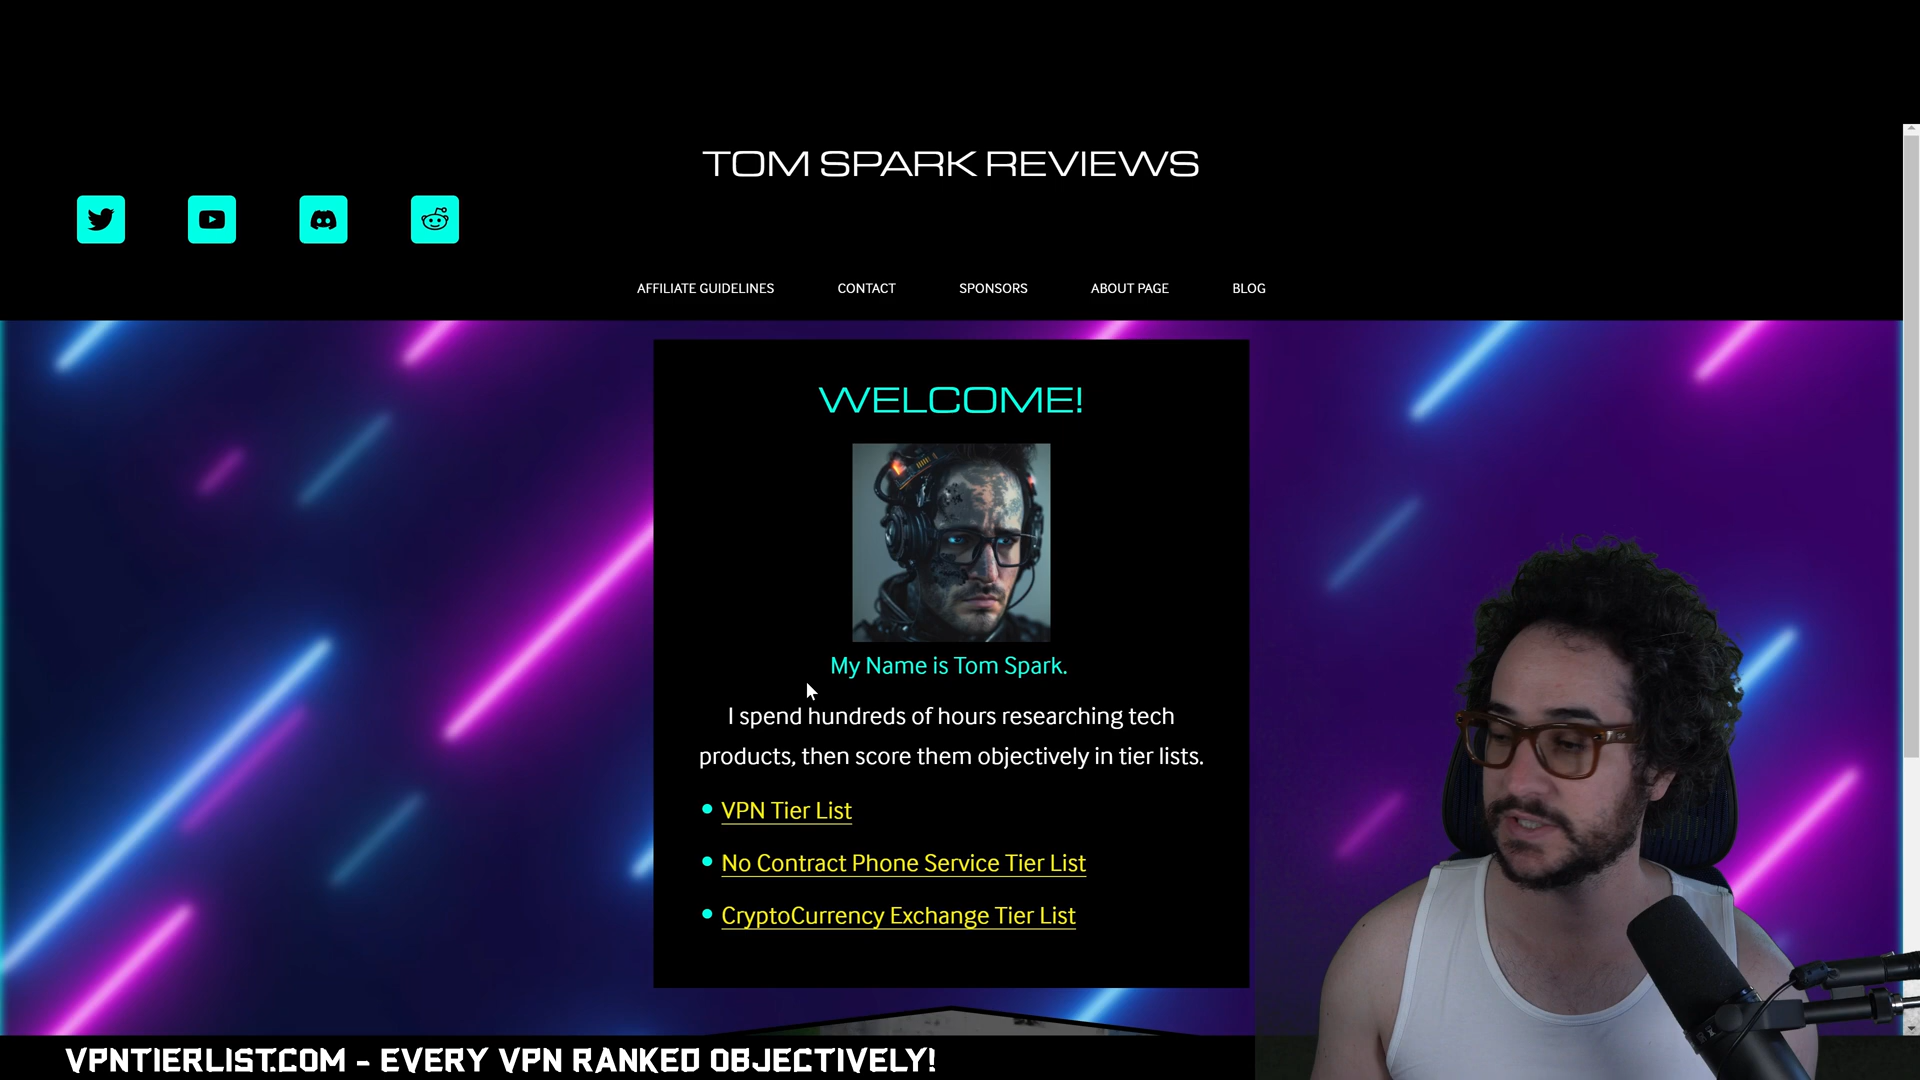 TOM SPARK REVIEWS
AFFILIATE GUIDELINES CONTACT SPONSORS ABOUT PAGE BLOG
WELCOME!
My Name is Tom Spark.
I spend hundreds of hours researching tech
products, then score them objectively in tier lists.
VPN Tier List
No Contract Phone Service Tier List
CryptoCurrency Exchange Tier List
VPNTIERLIST.COM - EVERY VPN RANKED OBJECTIVELY!